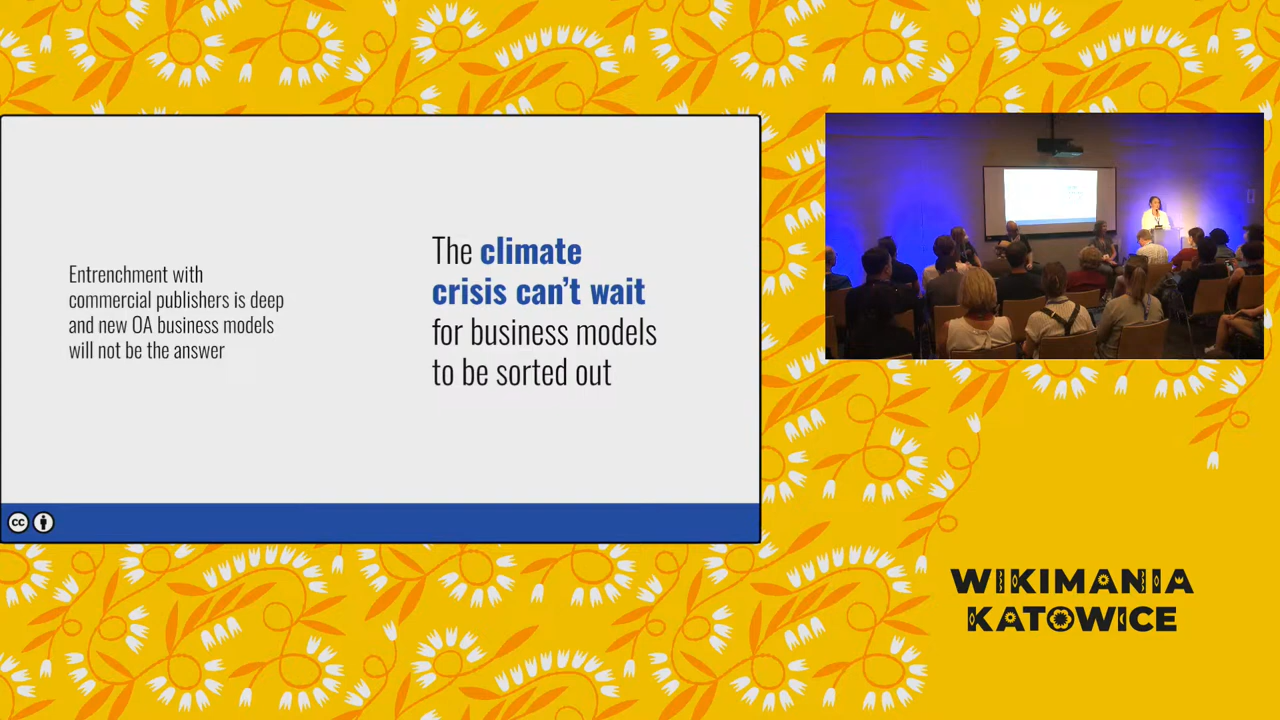 Entrenchment with
commercial publishers is deep
and new OA business models
will not be the answer
The climate
crisis can't wait
for business models
to be sorted out
cc
WIKIMANIA
KATOWICE